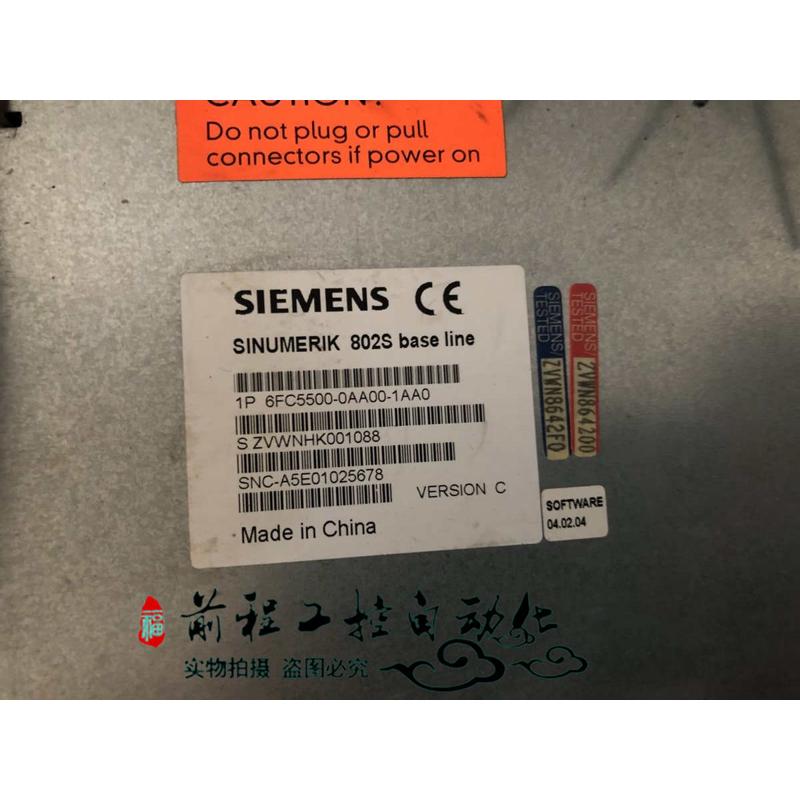 CAUTION!
Do not plug or pull
connectors if power on
SIEMENS CE
SINUMERIK 802S base line
1P 6FC5500-0AA00-1AA0
S ZVWNHK001088
SNC-A5E01025678
VERSION C
Made in China
SIEMENS/
TESTED
ZVWN8642F0
SIEMENS/
TESTED
ZVWN864200
SOFTWARE
04.02.04
福
前程工控自动化
实物拍摄 盗图必究